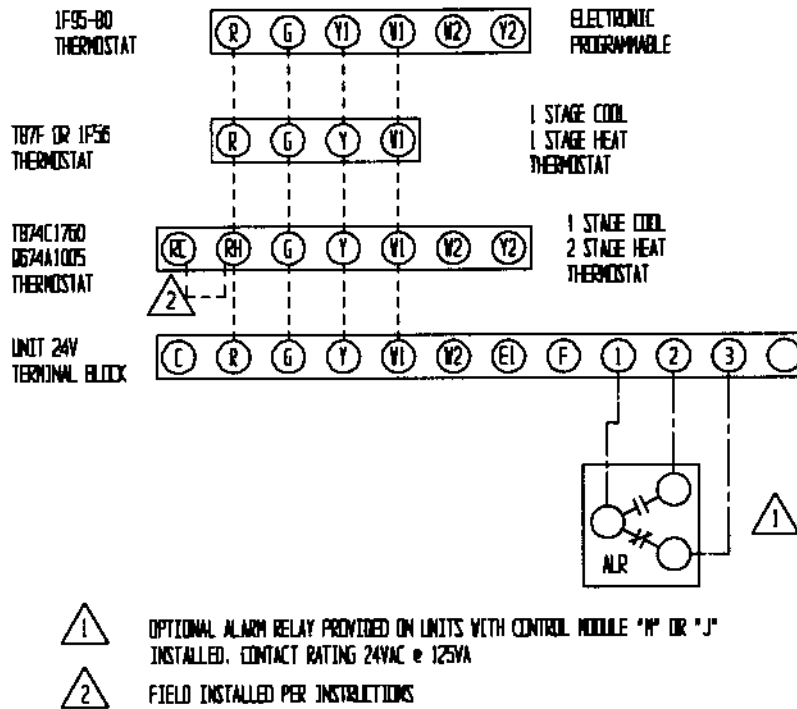 1F95-80
THERMOSTAT
R G Y1 W1 W2 Y2
ELECTRONIC
PROGRAMMABLE
T87F OR 1F56
THERMOSTAT
R G Y W1
1 STAGE COOL
1 STAGE HEAT
THERMOSTAT
T874C1760
Q674A1005
THERMOSTAT
RC RH G Y W1 W2 Y2
1 STAGE COOL
2 STAGE HEAT
THERMOSTAT
2
UNIT 24V
TERMINAL BLOCK
C R G Y W1 W2 E1 F 1 2 3
ALR
1
1 OPTIONAL ALARM RELAY PROVIDED ON UNITS WITH CONTROL MODULE "M" OR "J"
INSTALLED. CONTACT RATING 24VAC @ 125VA
2 FIELD INSTALLED PER INSTRUCTIONS